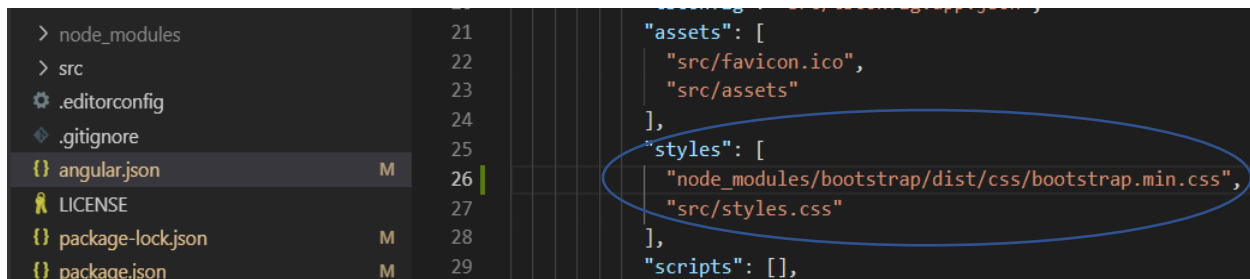 node_modules
src
.editorconfig
.gitignore
angular.json M
LICENSE
package-lock.json M
package.json M
21 "assets": [
22 "src/favicon.ico",
23 "src/assets"
24 ],
25 "styles": [
26 "node_modules/bootstrap/dist/css/bootstrap.min.css",
27 "src/styles.css"
28 ],
29 "scripts": [],